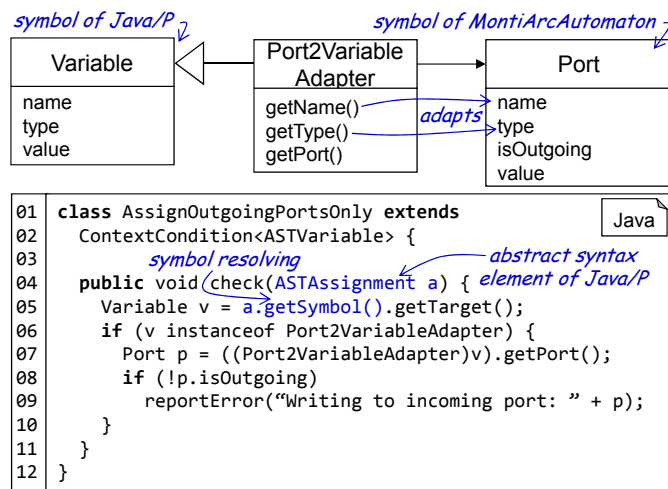 symbol of Java/P
symbol of MontiArcAutomaton
Variable
name
type
value
Port2Variable
Adapter
getName()
getType()
getPort()
adapts
Port
name
type
isOutgoing
value
Java
01 class AssignOutgoingPortsOnly extends
02 ContextCondition<ASTVariable> {
03
symbol resolving
abstract syntax
element of Java/P
04 public void check(ASTAssignment a) {
05 Variable v = a.getSymbol().getTarget();
06 if (v instanceof Port2VariableAdapter) {
07 Port p = ((Port2VariableAdapter)v).getPort();
08 if (!p.isOutgoing)
09 reportError(“Writing to incoming port: ” + p);
10 }
11 }
12 }